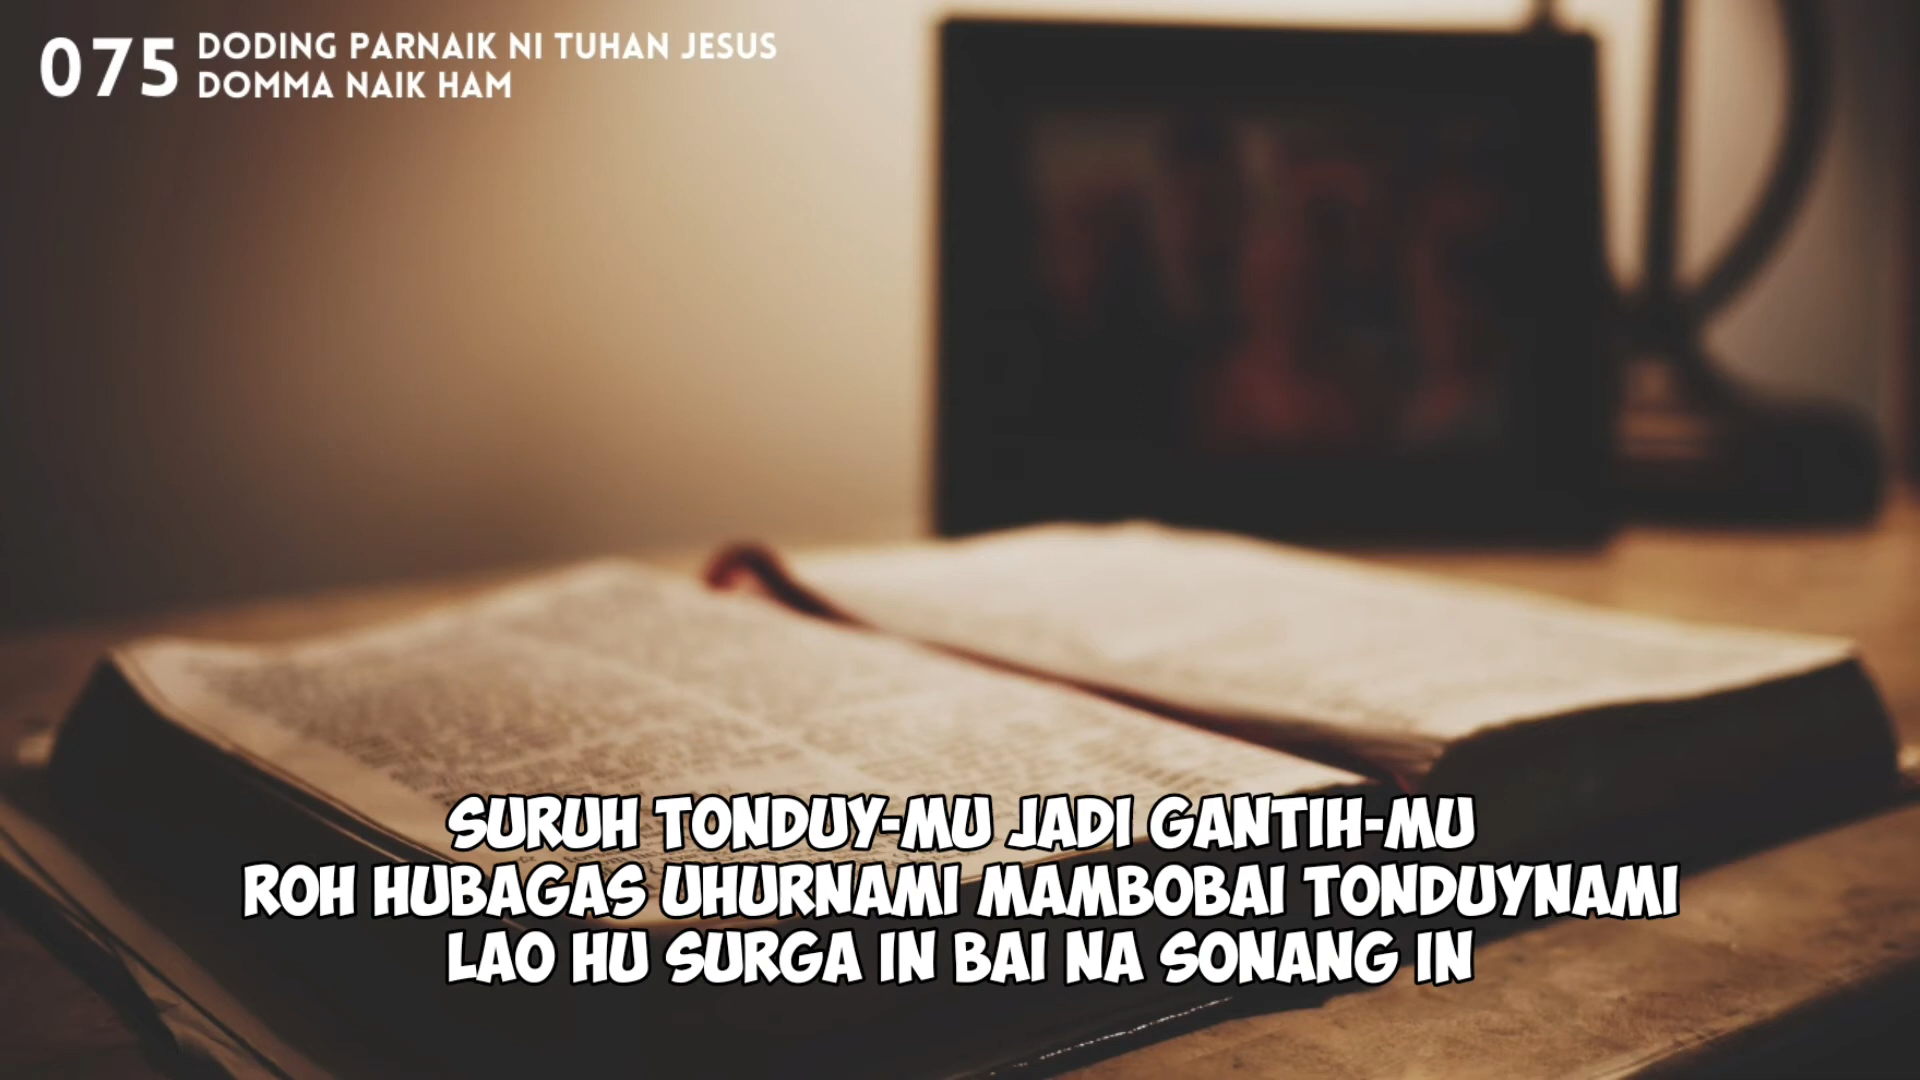 075
DODING PARNAIK NI TUHAN JESUS
DOMMA NAIK HAM
SURUH TONDUY-MU JADI GANTIH-MU
ROH HUBAGAS UHURNAMI MAMBOBAI TONDUYNAMI
LAO HU SURGA IN BAI NA SONANG IN